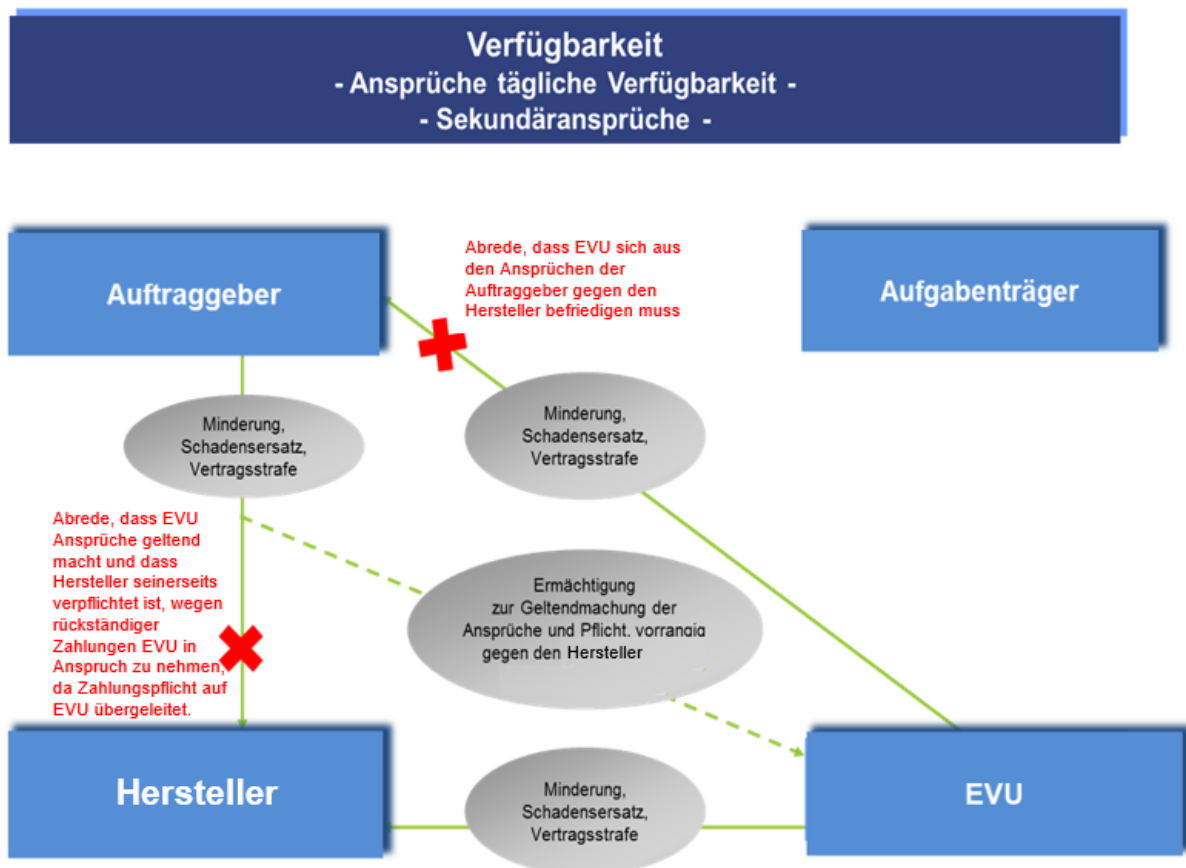 Verfügbarkeit
- Ansprüche tägliche Verfügbarkeit -
- Sekundäransprüche -
Auftraggeber
Abrede, dass EVU sich aus
den Ansprüchen der
Auftraggeber gegen den
Hersteller befriedigen muss
Aufgabenträger
Minderung,
Schadensersatz,
Vertragsstrafe
Minderung,
Schadensersatz,
Vertragsstrafe
Abrede, dass EVU
Ansprüche geltend
macht und dass
Hersteller seinerseits
verpflichtet ist, wegen
rückständiger
Zahlungen EVU in
Anspruch zu nehmen,
da Zahlungspflicht auf
EVU übergeleitet.
Ermächtigung
zur Geltendmachung der
Ansprüche und Pflicht, vorrangig
gegen den Hersteller
Hersteller
Minderung,
Schadensersatz,
Vertragsstrafe
EVU